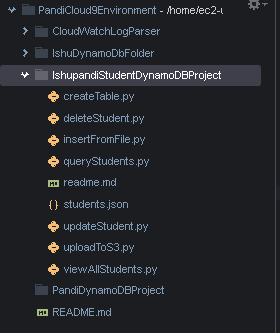 PandiCloud9Environment - /home/ec2-u
CloudWatchLogParser
IshuDynamoDbFolder
IshupandiStudentDynamoDBProject
createTable.py
deleteStudent.py
insertFromFile.py
queryStudents.py
readme.md
students.json
updateStudent.py
uploadToS3.py
viewAllStudents.py
PandiDynamoDBProject
README.md